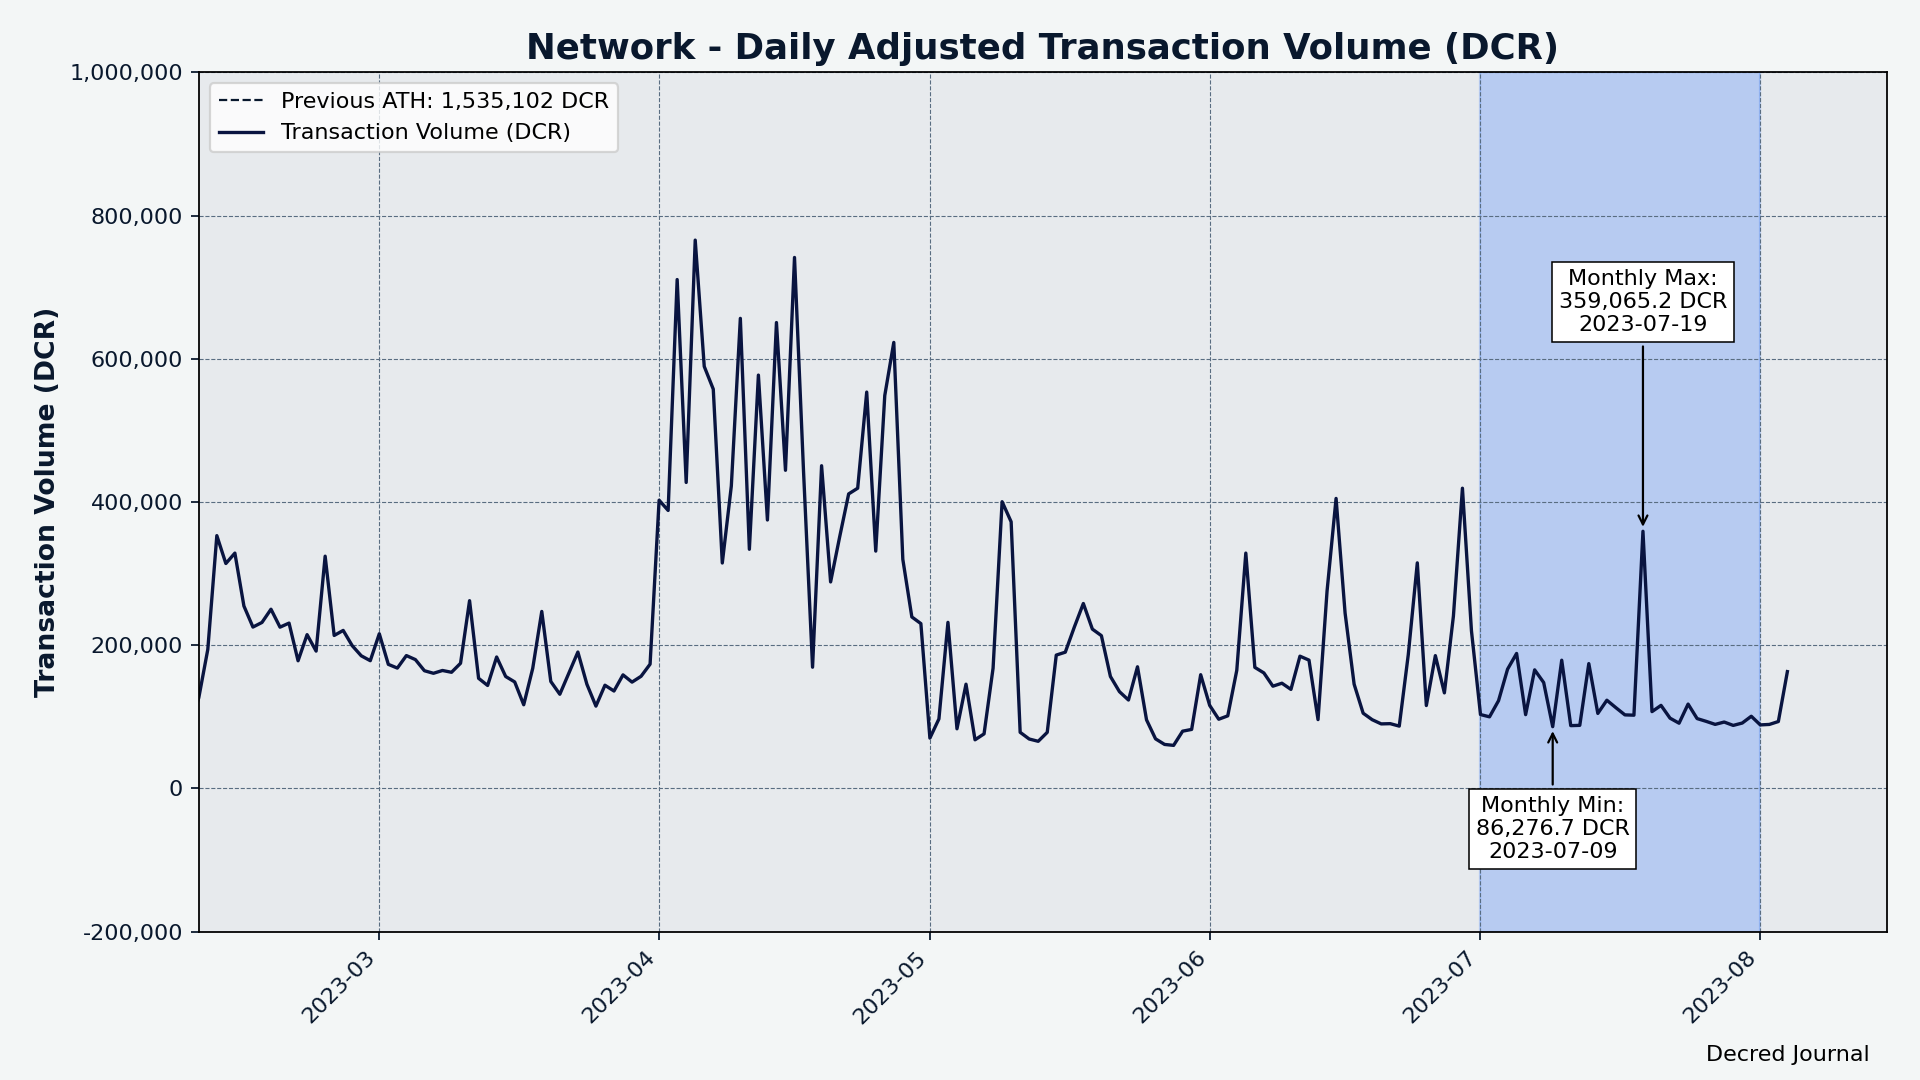 Network - Daily Adjusted Transaction Volume (DCR)
Previous ATH: 1,535,102 DCR
Transaction Volume (DCR)
Transaction Volume (DCR)
1,000,000
800,000
600,000
400,000
200,000
0
-200,000
Monthly Max:
359,065.2 DCR
2023-07-19
Monthly Min:
86,276.7 DCR
2023-07-09
2023-03
2023-04
2023-05
2023-06
2023-07
2023-08
Decred Journal